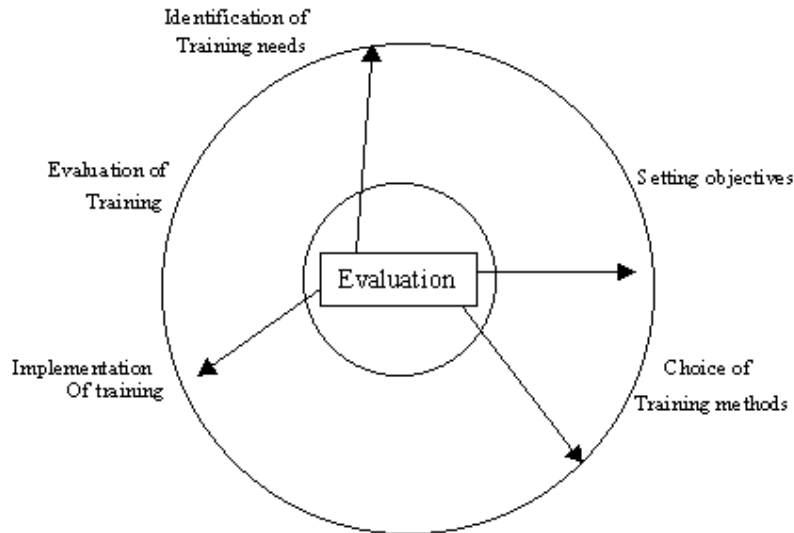 Identification of
Training needs
Evaluation of
Training
Setting objectives
Evaluation
Implementation
Of training
Choice of
Training methods